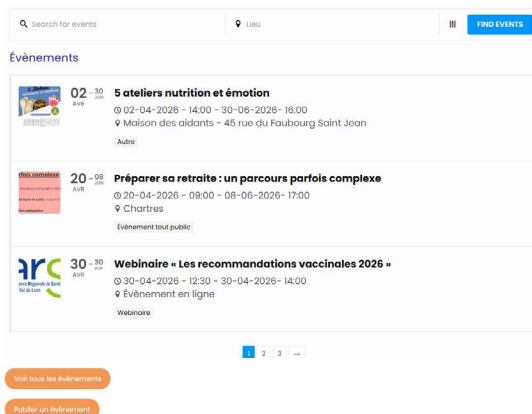 Search for events
Lieu
FIND EVENTS
Évènements
02 - 30
AVR JUIN
5 ateliers nutrition et émotion
02-04-2026 - 14:00 - 30-06-2026- 16:00
Maison des aidants - 45 rue du Faubourg Saint Jean
Autre
20 - 08
AVR JUIN
Préparer sa retraite : un parcours parfois complexe
20-04-2026 - 09:00 - 08-06-2026- 17:00
Chartres
Évènement tout public
30 - 30
AVR AVR
Webinaire « Les recommandations vaccinales 2026 »
30-04-2026 - 12:30 - 30-04-2026- 14:00
Évènement en ligne
Webinaire
1 2 3 →
Voir tous les évènements
Publier un évènement